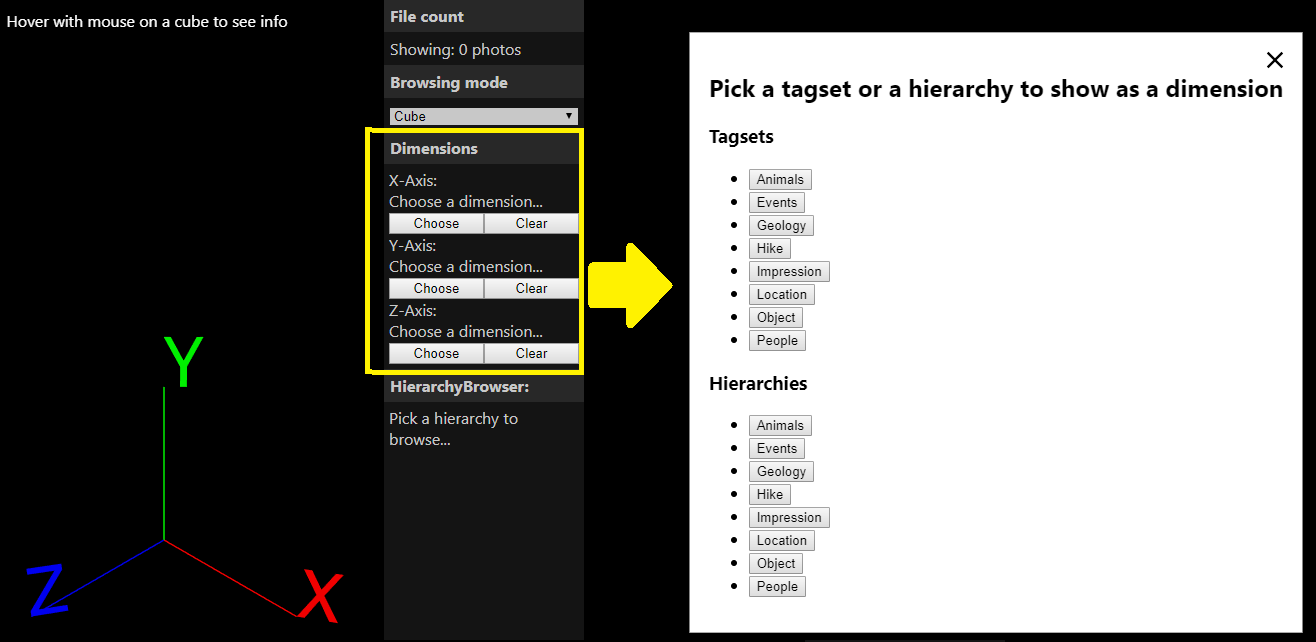 Hover with mouse on a cube to see info
Y
Z
X
File count
Showing: 0 photos
Browsing mode
Cube
Dimensions
X-Axis:
Choose a dimension...
Choose Clear
Y-Axis:
Choose a dimension...
Choose Clear
Z-Axis:
Choose a dimension...
Choose Clear
HierarchyBrowser:
Pick a hierarchy to
browse...
Pick a tagset or a hierarchy to show as a dimension
Tagsets
Animals
Events
Geology
Hike
Impression
Location
Object
People
Hierarchies
Animals
Events
Geology
Hike
Impression
Location
Object
People